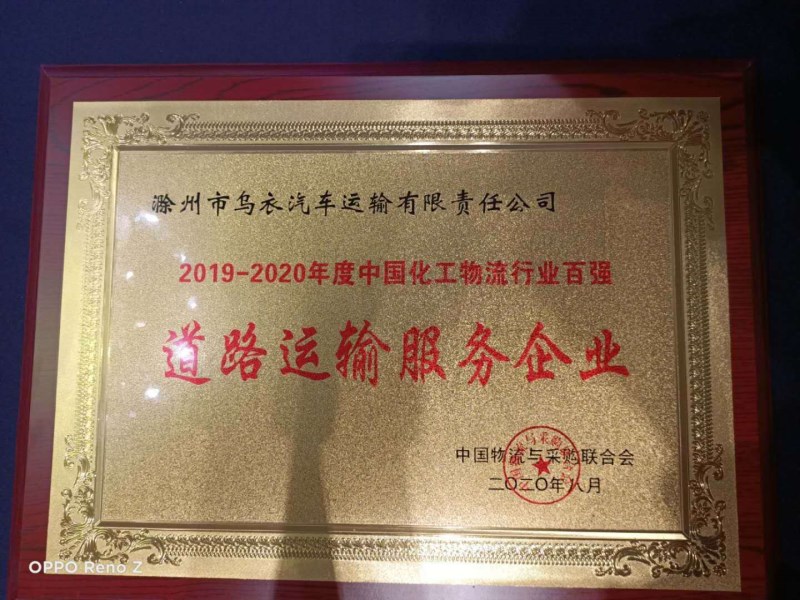 滁州市乌衣汽车运输有限责任公司
2019-2020年度中国化工物流行业百强
道路运输服务企业
中国物流与采购联合会
二〇二〇年八月
OPPO Reno Z